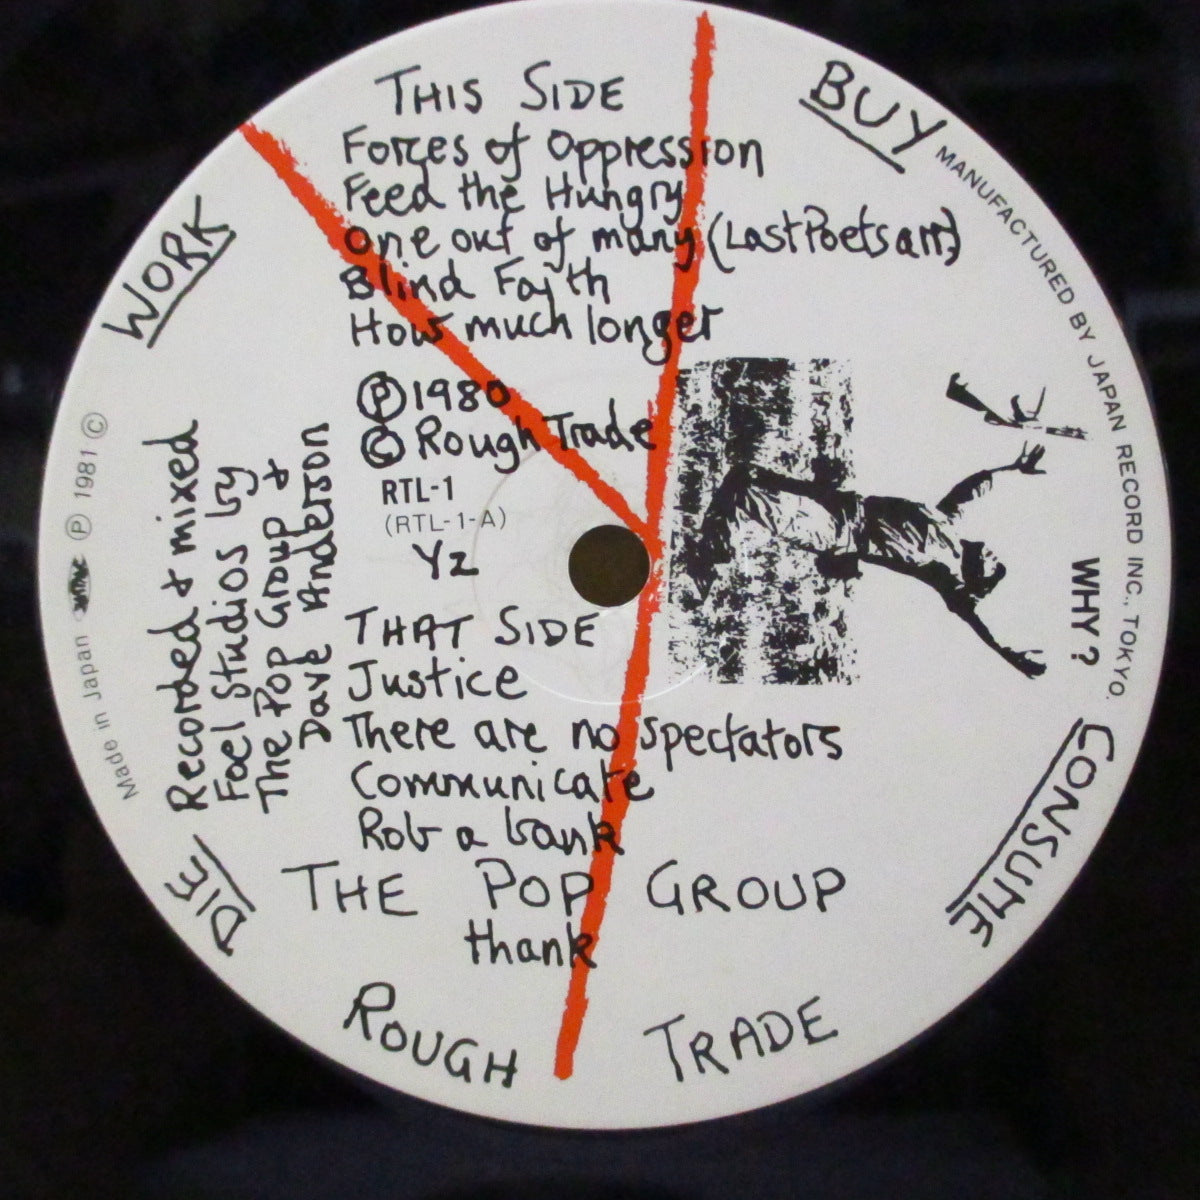 THIS SIDE
Forces of Oppression
Feed the Hungry
One out of many (Last Poets arr)
Blind Faith
How much longer
Ⓟ 1980
© Rough Trade
RTL-1
(RTL-1-A)
Yz
THAT SIDE
Justice
There are no spectators
Communicate
Rob a bank
THE POP GROUP
thank
ROUGH TRADE
WORK
BUY
CONSUME
DIE
WHY?
Recorded & mixed
Foel Studios by
The Pop Group &
Dave Anderson
MANUFACTURED BY JAPAN RECORD INC., TOKYO.
Made in Japan Ⓟ 1981 ©